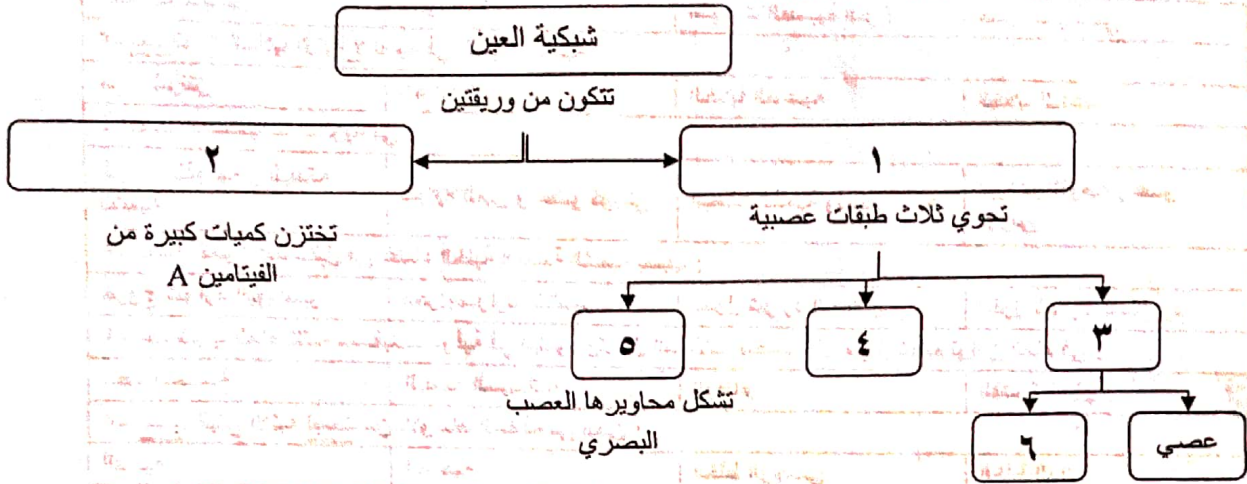 شبكية العين
تتكون من وريقتين
١
٢
تحوي ثلاث طبقات عصبية
تختزن كميات كبيرة من
الفيتامين A
٣
٤
٥
تشكل محاويرها العصب
البصري
عصي
٦